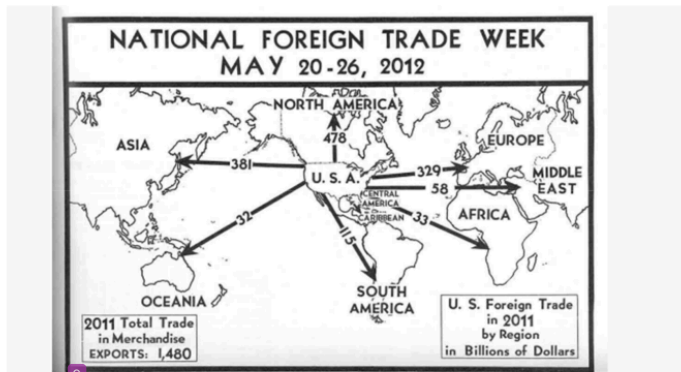 NATIONAL FOREIGN TRADE WEEK
MAY 20-26, 2012
NORTH AMERICA
ASIA
478
EUROPE
381
U. S. A.
329
MIDDLE
EAST
58
CENTRAL
AMERICA
CARIBBEAN
32
33
AFRICA
115
OCEANIA
SOUTH
AMERICA
2011 Total Trade
in Merchandise
EXPORTS: 1,480
U. S. Foreign Trade
in 2011
by Region
in Billions of Dollars